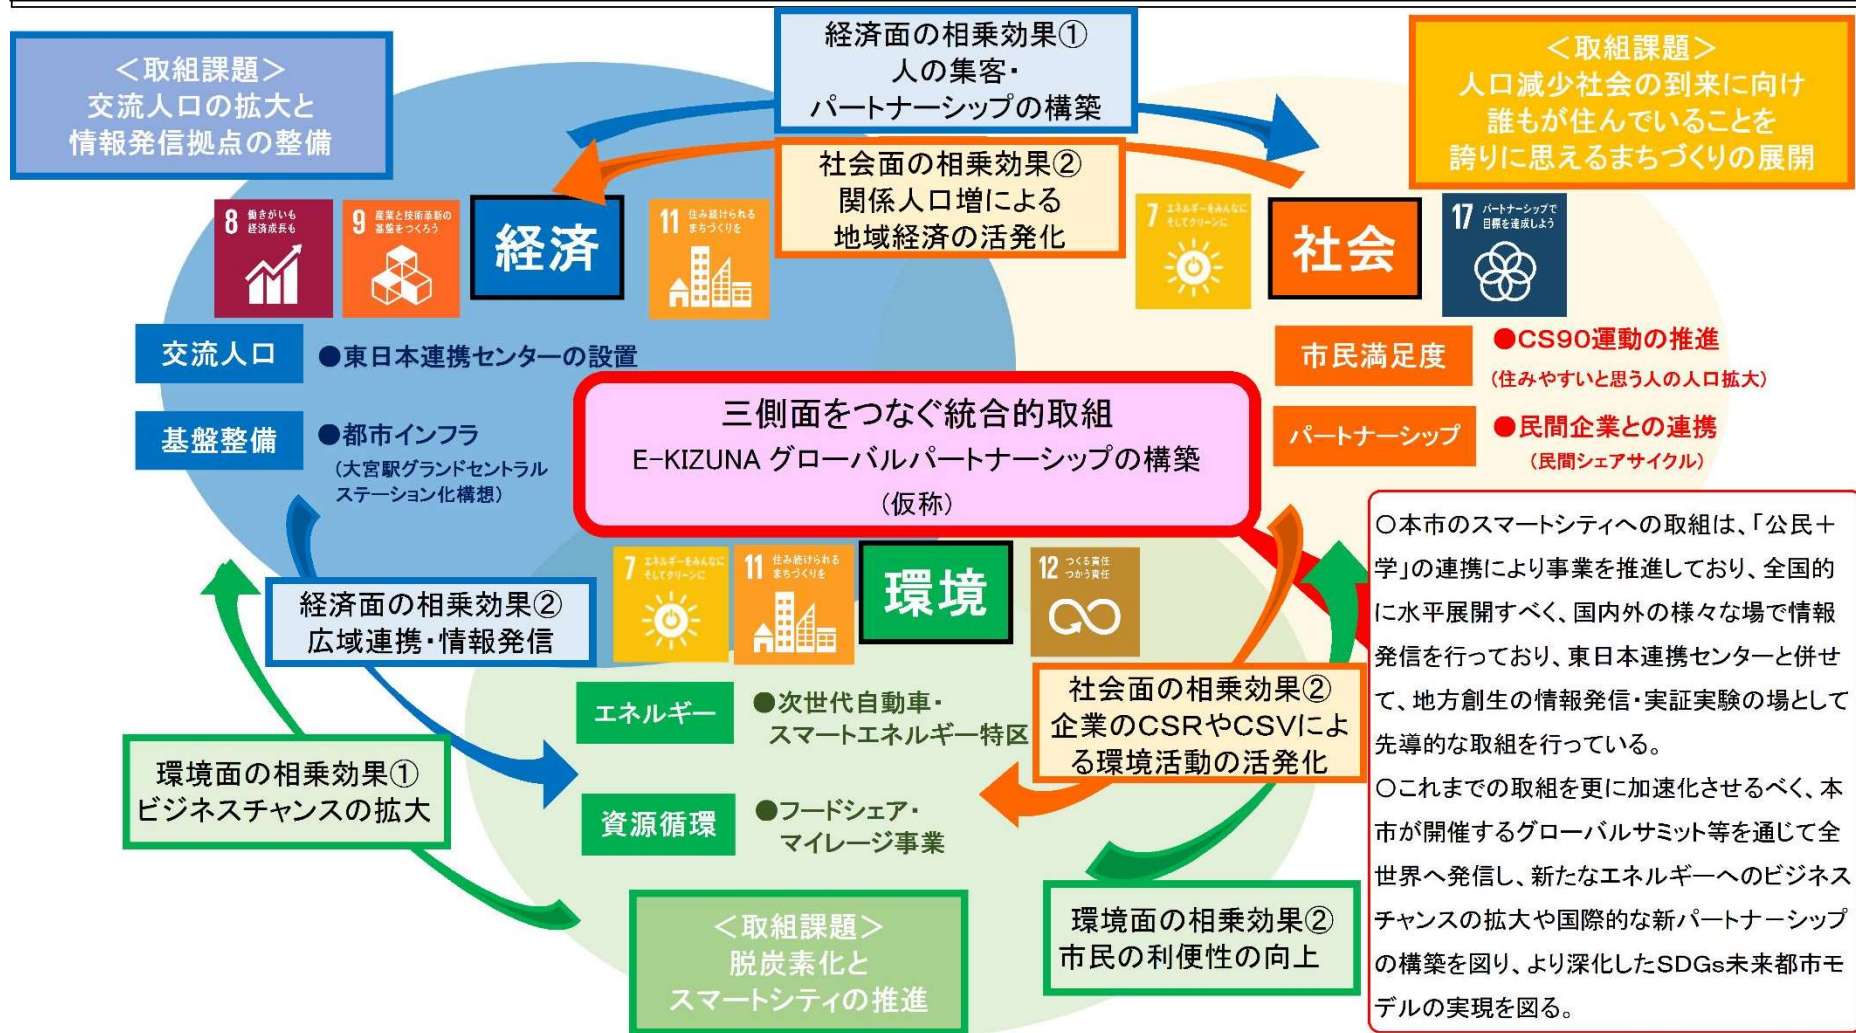 ＜取組課題＞
交流人口の拡大と
情報発信拠点の整備
経済面の相乗効果①
人の集客・
パートナーシップの構築
＜取組課題＞
人口減少社会の到来に向け
誰もが住んでいることを
誇りに思えるまちづくりの展開
社会面の相乗効果②
関係人口増による
地域経済の活発化
8 働きがいも
経済成長も
9 産業と技術革新の
基盤をつくろう
経済
11 住み続けられる
まちづくりを
7 エネルギーをみんなに
そしてクリーンに
社会
17 パートナーシップで
目標を達成しよう
交流人口
●東日本連携センターの設置
基盤整備
●都市インフラ
(大宮駅グランドセントラル
ステーション化構想)
市民満足度
●CS90運動の推進
(住みやすいと思う人の人口拡大)
パートナーシップ
●民間企業との連携
(民間シェアサイクル)
三側面をつなぐ統合的取組
E-KIZUNA グローバルパートナーシップの構築
(仮称)
7 エネルギーをみんなに
そしてクリーンに
11 住み続けられる
まちづくりを
環境
12 つくる責任
つかう責任
経済面の相乗効果②
広域連携・情報発信
環境面の相乗効果①
ビジネスチャンスの拡大
エネルギー
●次世代自動車・
スマートエネルギー特区
資源循環
●フードシェア・
マイレージ事業
社会面の相乗効果②
企業のCSRやCSVによ
る環境活動の活発化
環境面の相乗効果②
市民の利便性の向上
＜取組課題＞
脱炭素化と
スマートシティの推進
○本市のスマートシティへの取組は、「公民＋
学」の連携により事業を推進しており、全国的
に水平展開すべく、国内外の様々な場で情報
発信を行っており、東日本連携センターと併せ
て、地方創生の情報発信・実証実験の場として
先導的な取組を行っている。
○これまでの取組を更に加速化させるべく、本
市が開催するグローバルサミット等を通じて全
世界へ発信し、新たなエネルギーへのビジネス
チャンスの拡大や国際的な新パートナーシップ
の構築を図り、より深化したSDGs未来都市モ
デルの実現を図る。